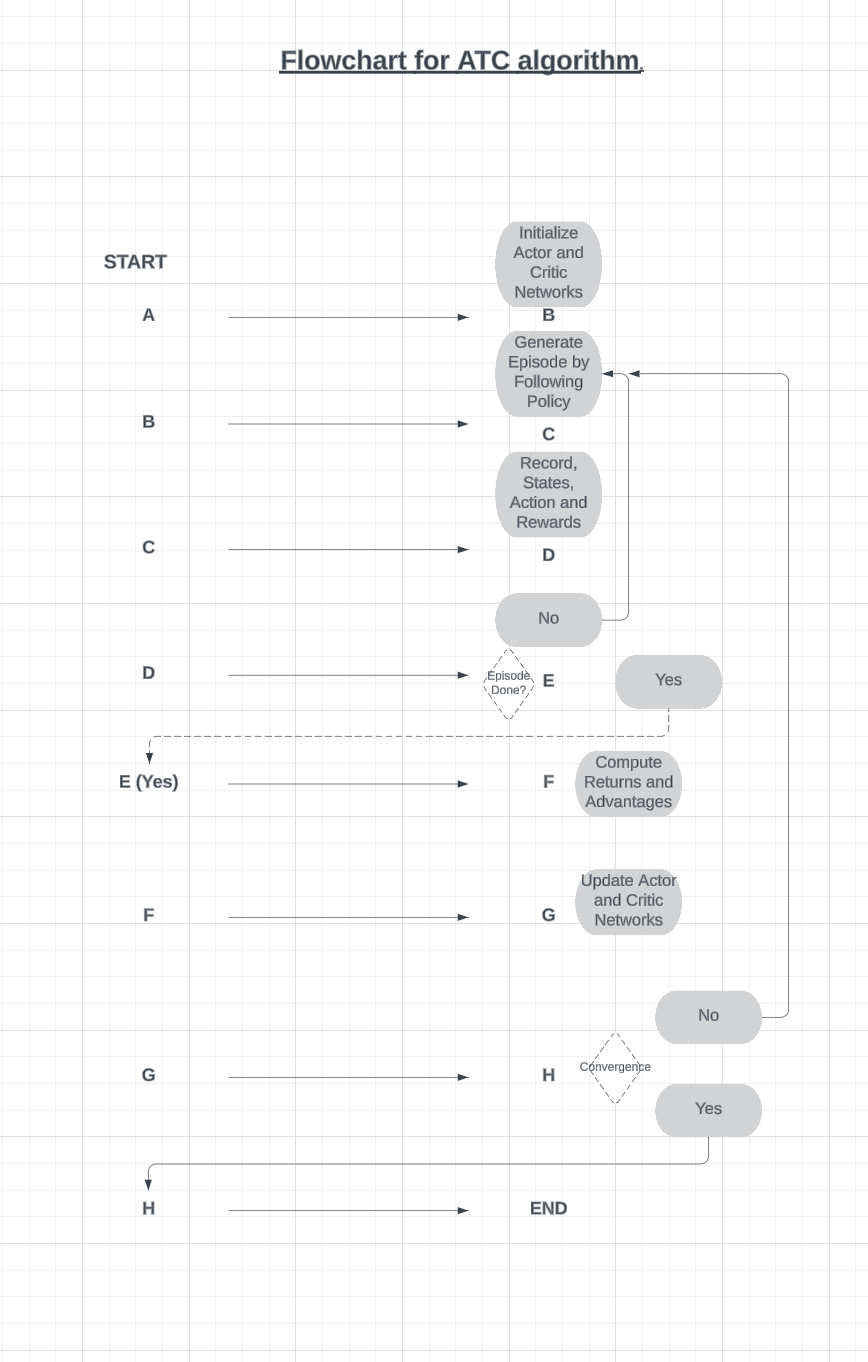 Flowchart for ATC algorithm.
START
Initialize
Actor and
Critic
Networks
A
B
Generate
Episode by
Following
Policy
B
C
Record,
States,
Action and
Rewards
C
D
No
D
Episode
Done?
E
Yes
E (Yes)
F
Compute
Returns and
Advantages
F
G
Update Actor
and Critic
Networks
No
G
H
Convergence
Yes
H
END